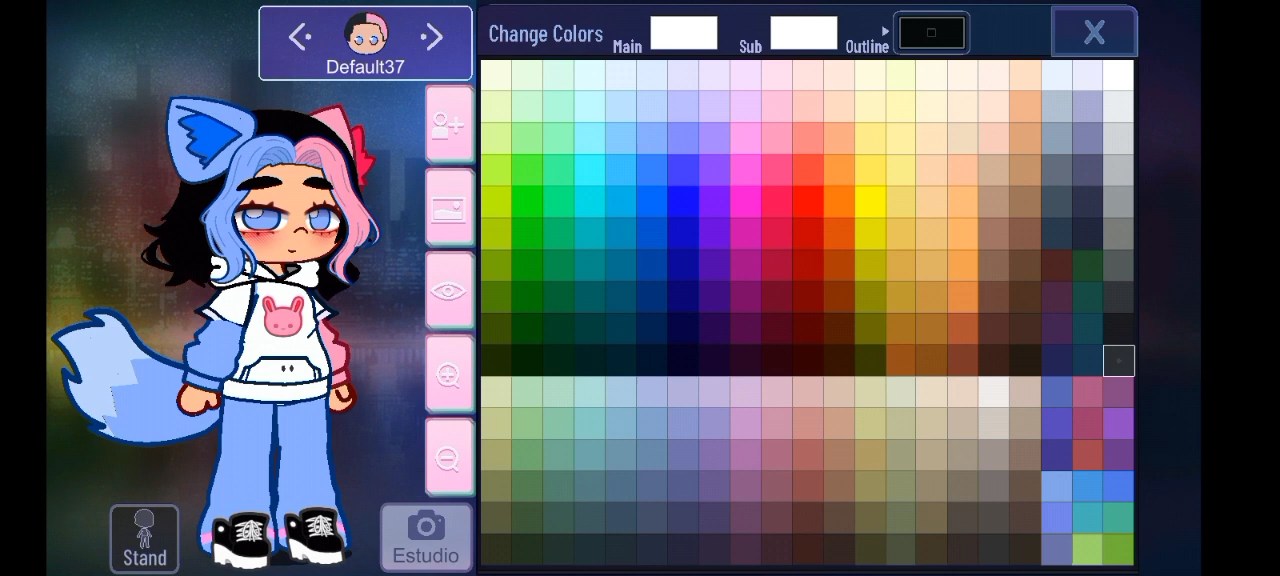 Default37
Change Colors
Main
Sub
Outline
X
Stand
Estudio